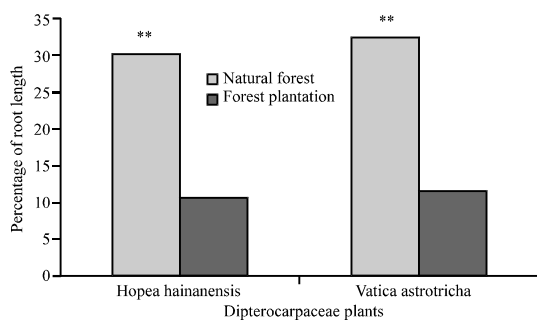 35
30
25
20
15
10
5
0
Percentage of root length
**
**
Natural forest
Forest plantation
Hopea hainanensis
Vatica astrotricha
Dipterocarpaceae plants